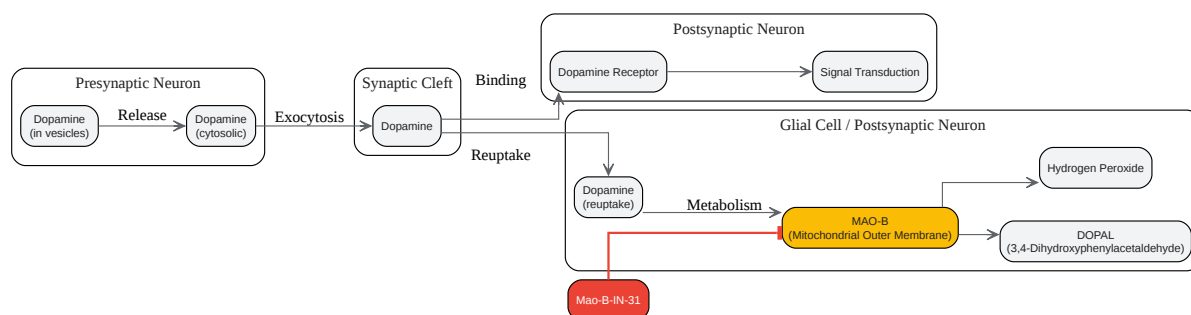 Presynaptic Neuron
Dopamine
(in vesicles)
Release
Dopamine
(cytosolic)
Exocytosis
Synaptic Cleft
Dopamine
Binding
Reuptake
Postsynaptic Neuron
Dopamine Receptor
Signal Transduction
Glial Cell / Postsynaptic Neuron
Dopamine
(reuptake)
Metabolism
MAO-B
(Mitochondrial Outer Membrane)
Hydrogen Peroxide
DOPAL
(3,4-Dihydroxyphenylacetaldehyde)
Mao-B-IN-31